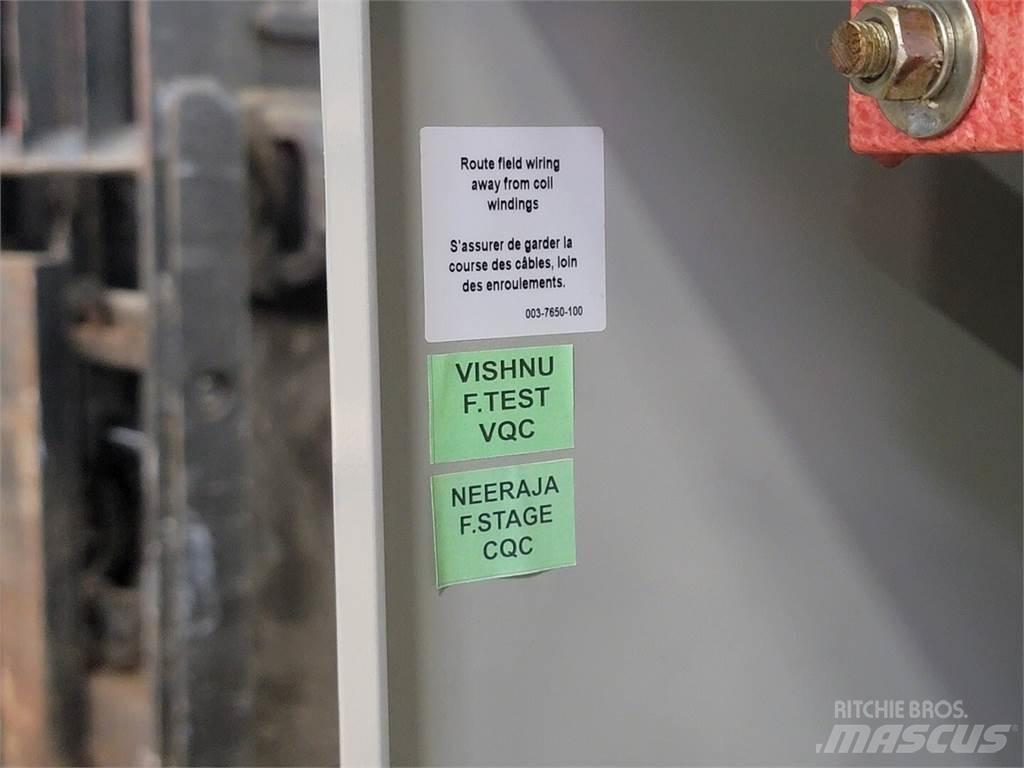 Route field wiring
away from coil
windings
S'assurer de garder la
course des câbles, loin
des enroulements.
003-7650-100
VISHNU
F.TEST
VQC
NEERAJA
F.STAGE
CQC
RITCHIE BROS.
MASCUS